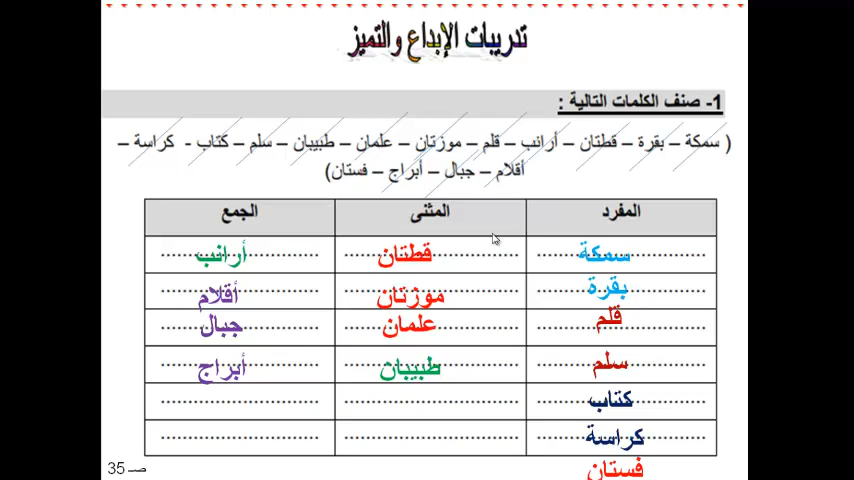 تدريبات الإبداع والتميز
1- صنف الكلمات التالية :
( سمكة – بقرة – قطتان – أرانب – قلم – موزتان – علمان – طبيبان – سلم – كتاب - كراسة –
أقلام – جبال – أبراج – فستان)
المفرد المثنى الجمع
سمكة قطتان أرانب
بقرة موزتان أقلام
قلم علمان جبال
سلم طبيبان أبراج
كتاب
كراسة
فستان
صـ 35